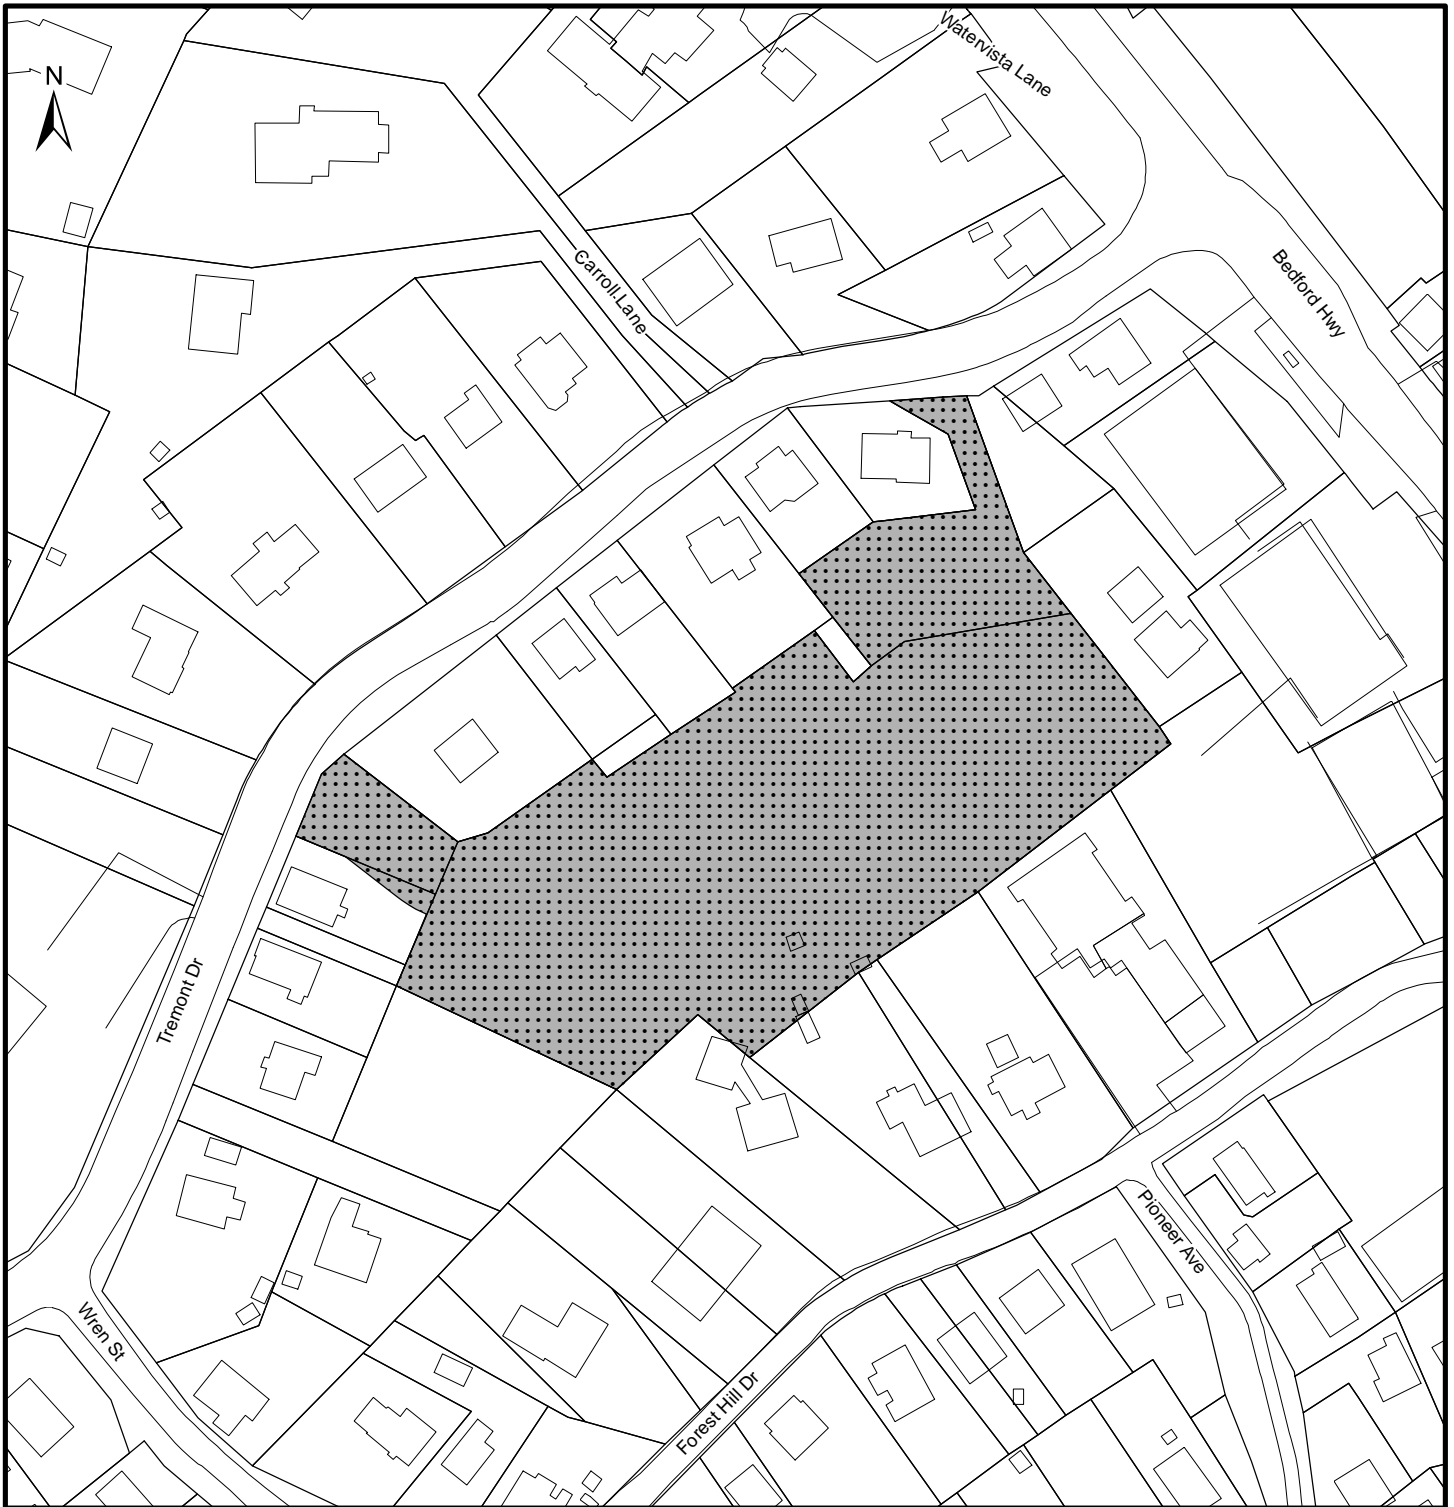 Watervista Lane
N
Carroll Lane
Bedford Hwy
Tremont Dr
Pioneer Ave
Wren St
Forest Hill Dr